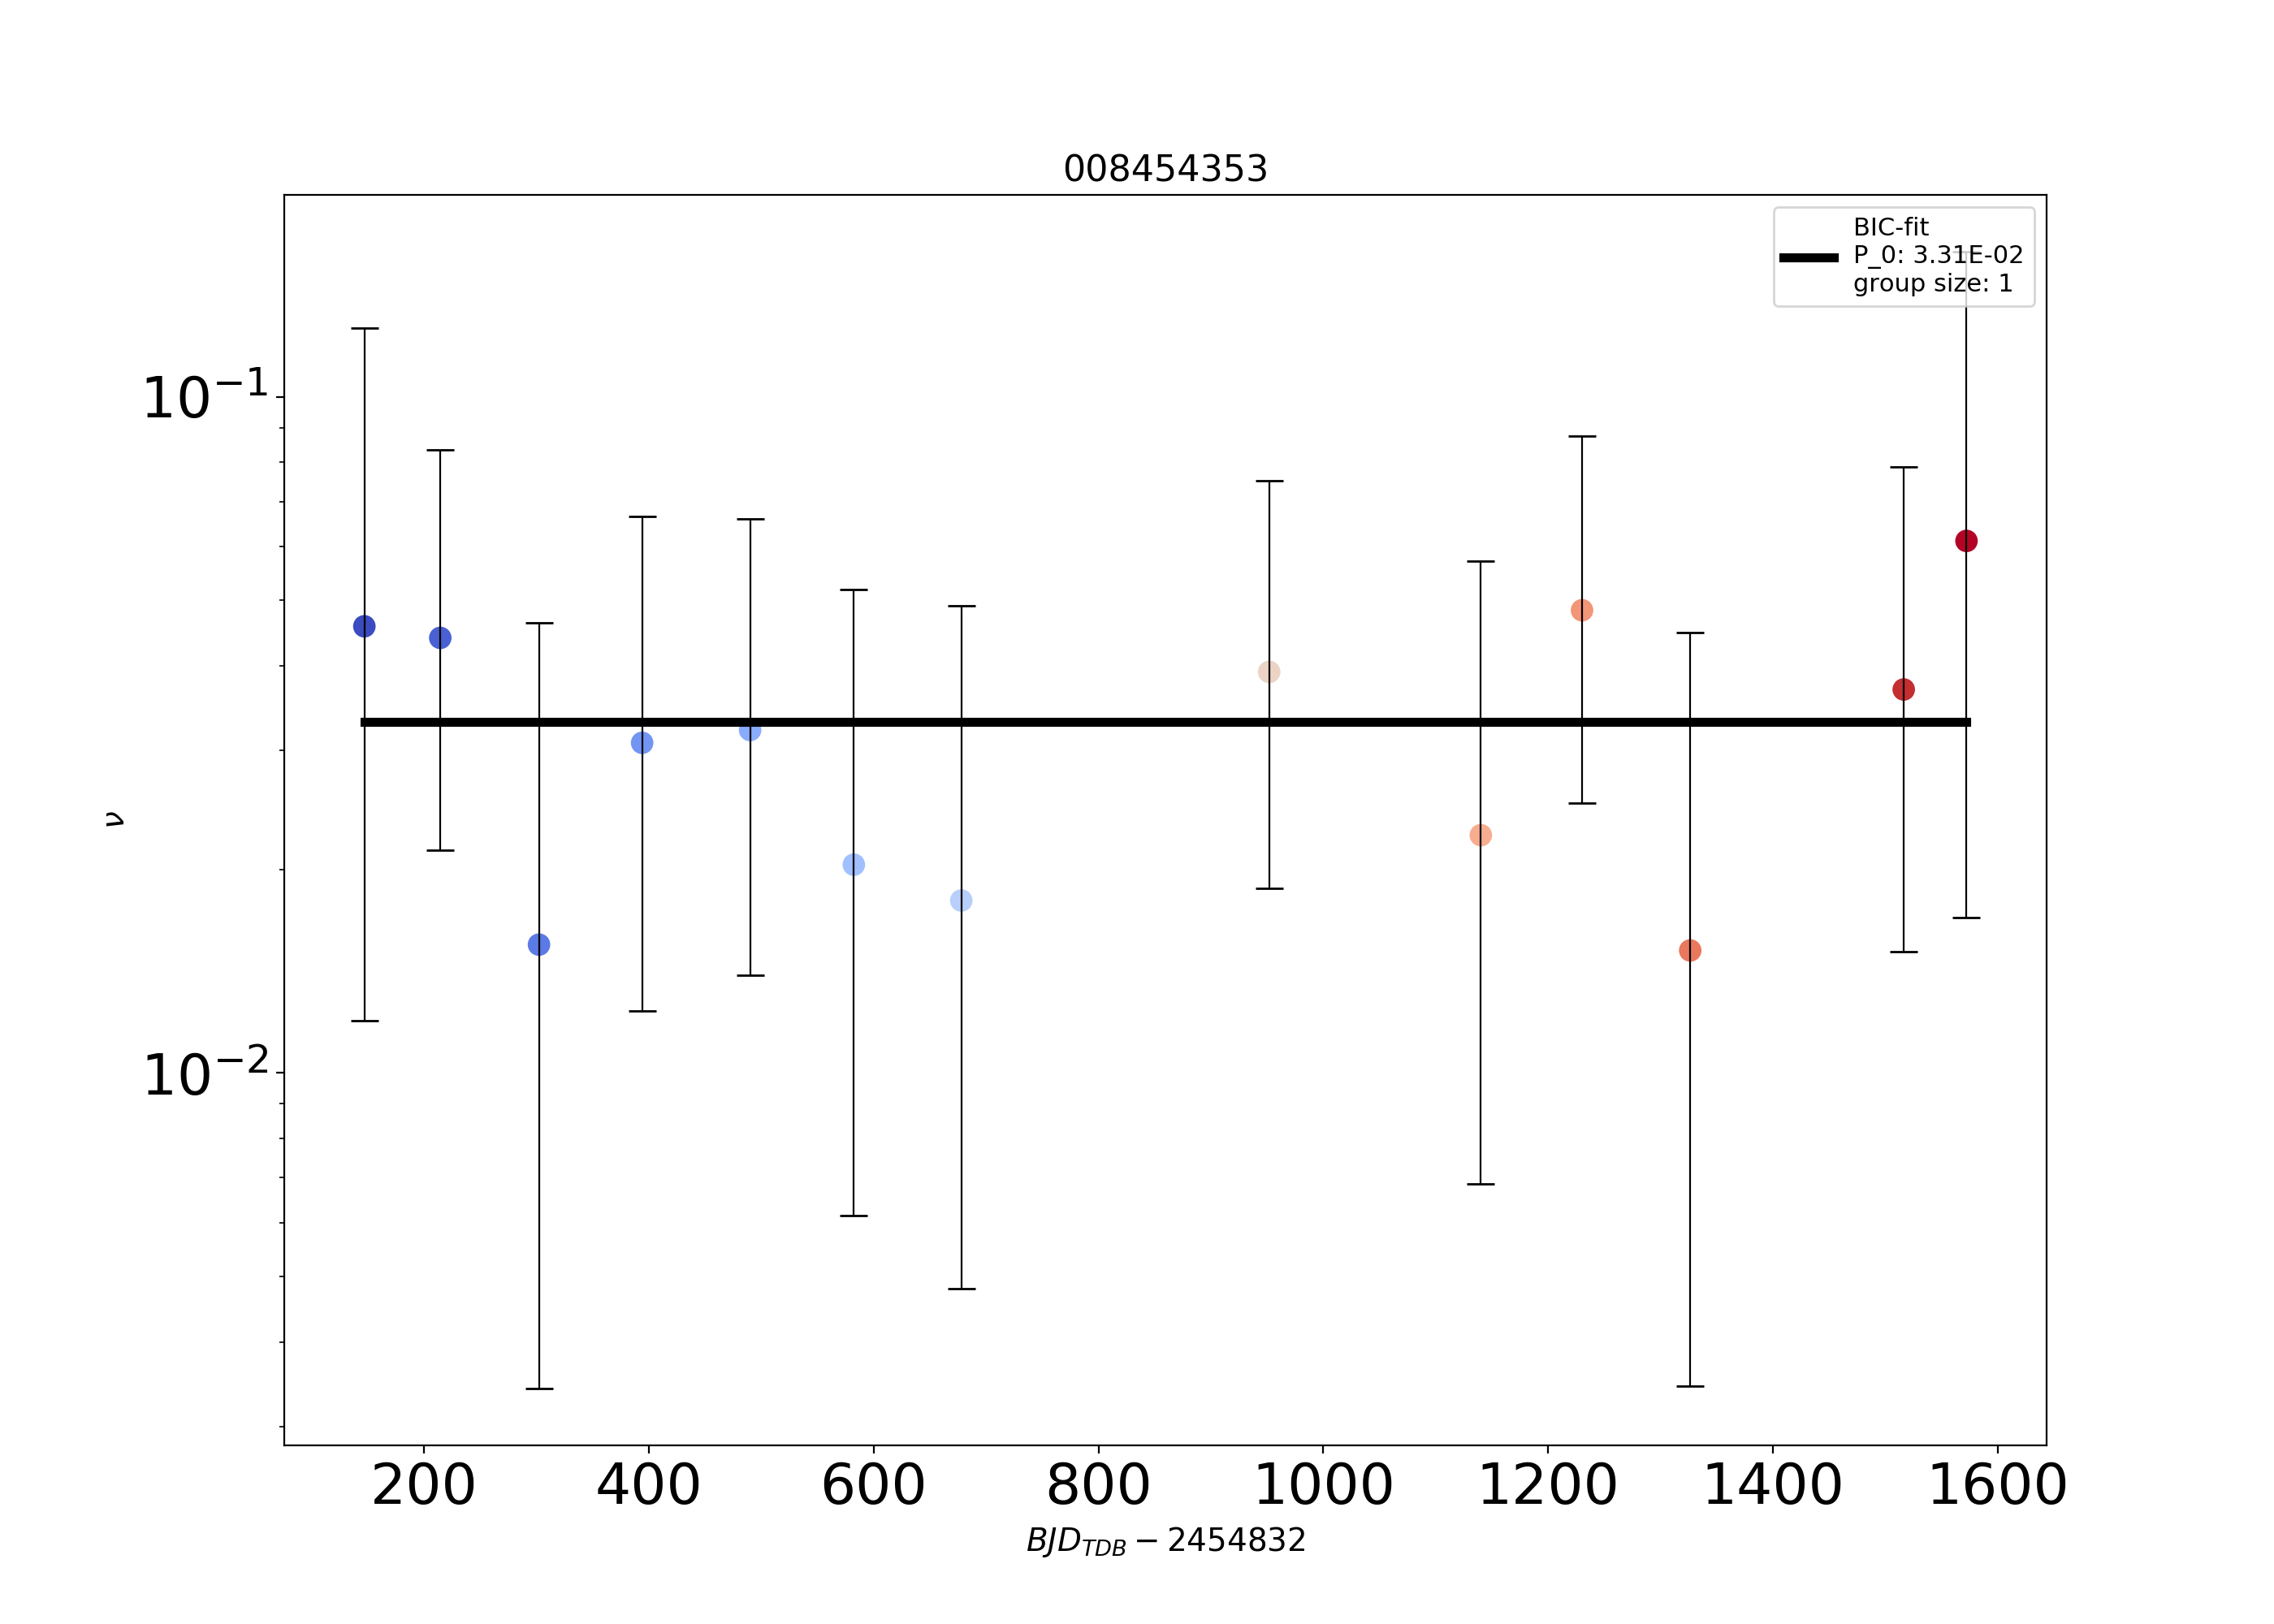 008454353
BIC-fit
P_0: 3.31E-02
group size: 1
10⁻¹
10⁻²
ν
200 400 600 800 1000 1200 1400 1600
BJD_TDB − 2454832